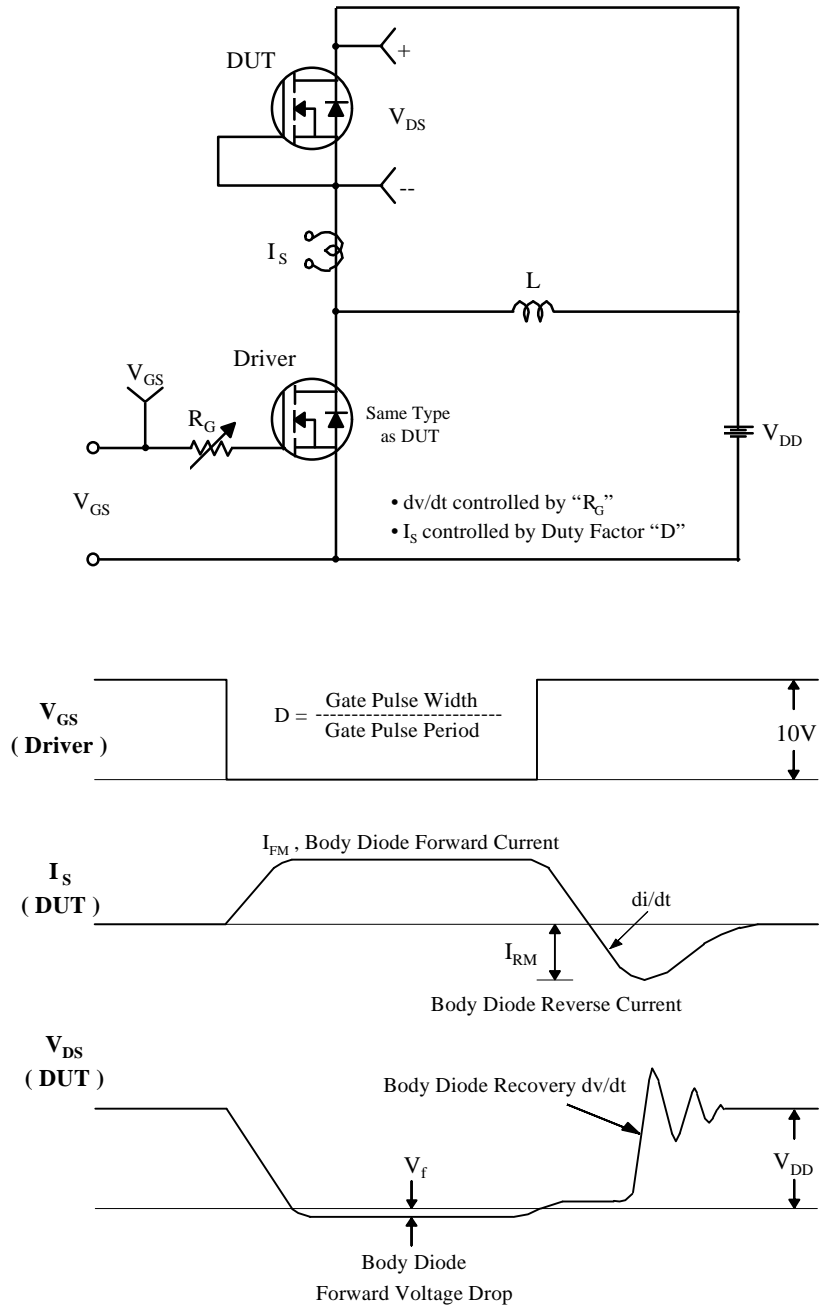 DUT
+
V_DS
--
I_S
L
Driver
V_GS
R_G
Same Type
as DUT
V_DD
V_GS
• dv/dt controlled by “R_G”
• I_S controlled by Duty Factor “D”
V_GS
( Driver )
D = Gate Pulse Width
--------------------------
Gate Pulse Period
10V
I_FM , Body Diode Forward Current
I_S
( DUT )
di/dt
I_RM
Body Diode Reverse Current
V_DS
( DUT )
Body Diode Recovery dv/dt
V_f
V_DD
Body Diode
Forward Voltage Drop